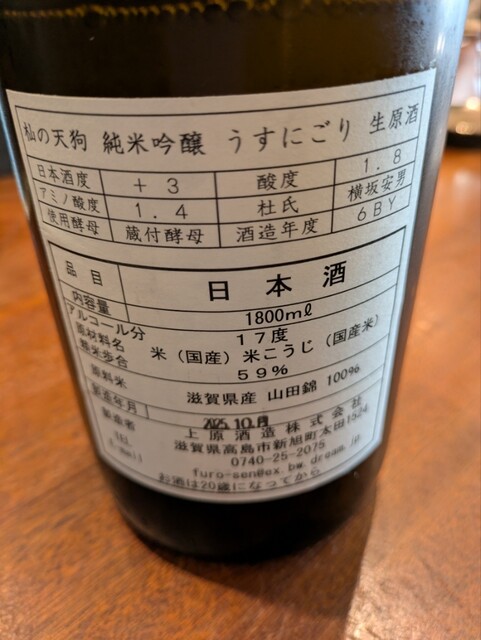 杣の天狗 純米吟醸 うすにごり 生原酒
日本酒度 +3 酸度 1.8
アミノ酸度 1.4 杜氏 横坂安男
使用酵母 蔵付酵母 酒造年度 6BY
品目 日本酒
内容量 1800mℓ
アルコール分 17度
原材料名 米(国産)米こうじ(国産米)
精米歩合 59%
原料米 滋賀県産 山田錦 100%
製造年月 2025.10月
製造者 上原酒造株式会社
滋賀県高島市新旭町太田1524
TEL 0740-25-2075
E-mail furo-sen@ex.bw.dream.jp
お酒は20歳になってから